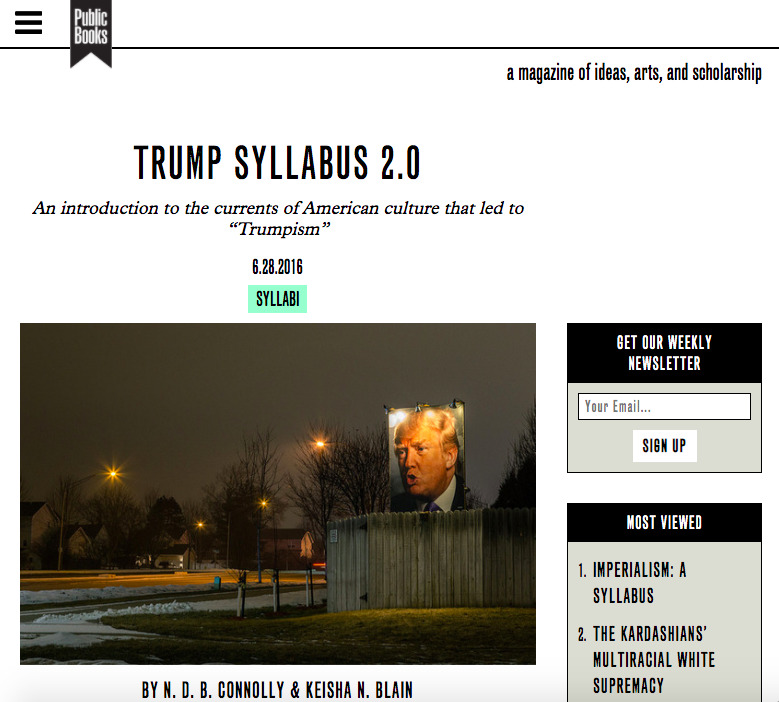 Public
Books
a magazine of ideas, arts, and scholarship
TRUMP SYLLABUS 2.0
An introduction to the currents of American culture that led to
“Trumpism”
6.28.2016
SYLLABI
BY N. D. B. CONNOLLY & KEISHA N. BLAIN
GET OUR WEEKLY
NEWSLETTER
Your Email...
SIGN UP
MOST VIEWED
1. IMPERIALISM: A
SYLLABUS
2. THE KARDASHIANS’
MULTIRACIAL WHITE
SUPREMACY